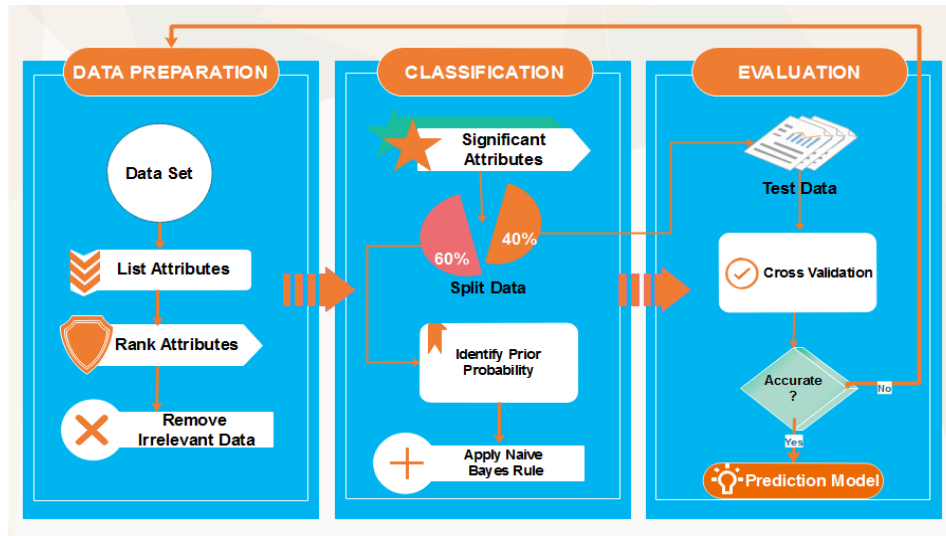 DATA PREPARATION
Data Set
List Attributes
Rank Attributes
Remove
Irrelevant Data
CLASSIFICATION
Significant
Attributes
60%
40%
Split Data
Identify Prior
Probability
Apply Naive
Bayes Rule
EVALUATION
Test Data
Cross Validation
Accurate
?
No
Yes
Prediction Model